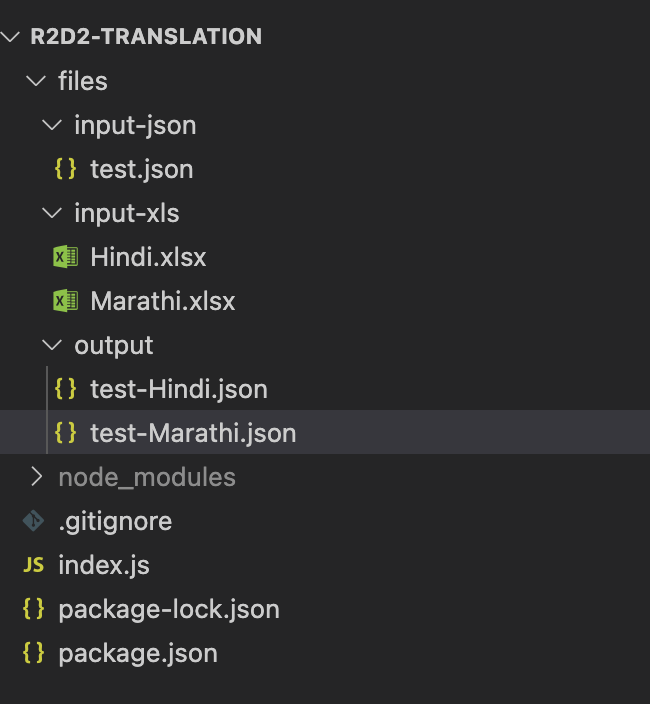 R2D2-TRANSLATION
files
input-json
{} test.json
input-xls
Hindi.xlsx
Marathi.xlsx
output
{} test-Hindi.json
{} test-Marathi.json
node_modules
.gitignore
JS index.js
{} package-lock.json
{} package.json